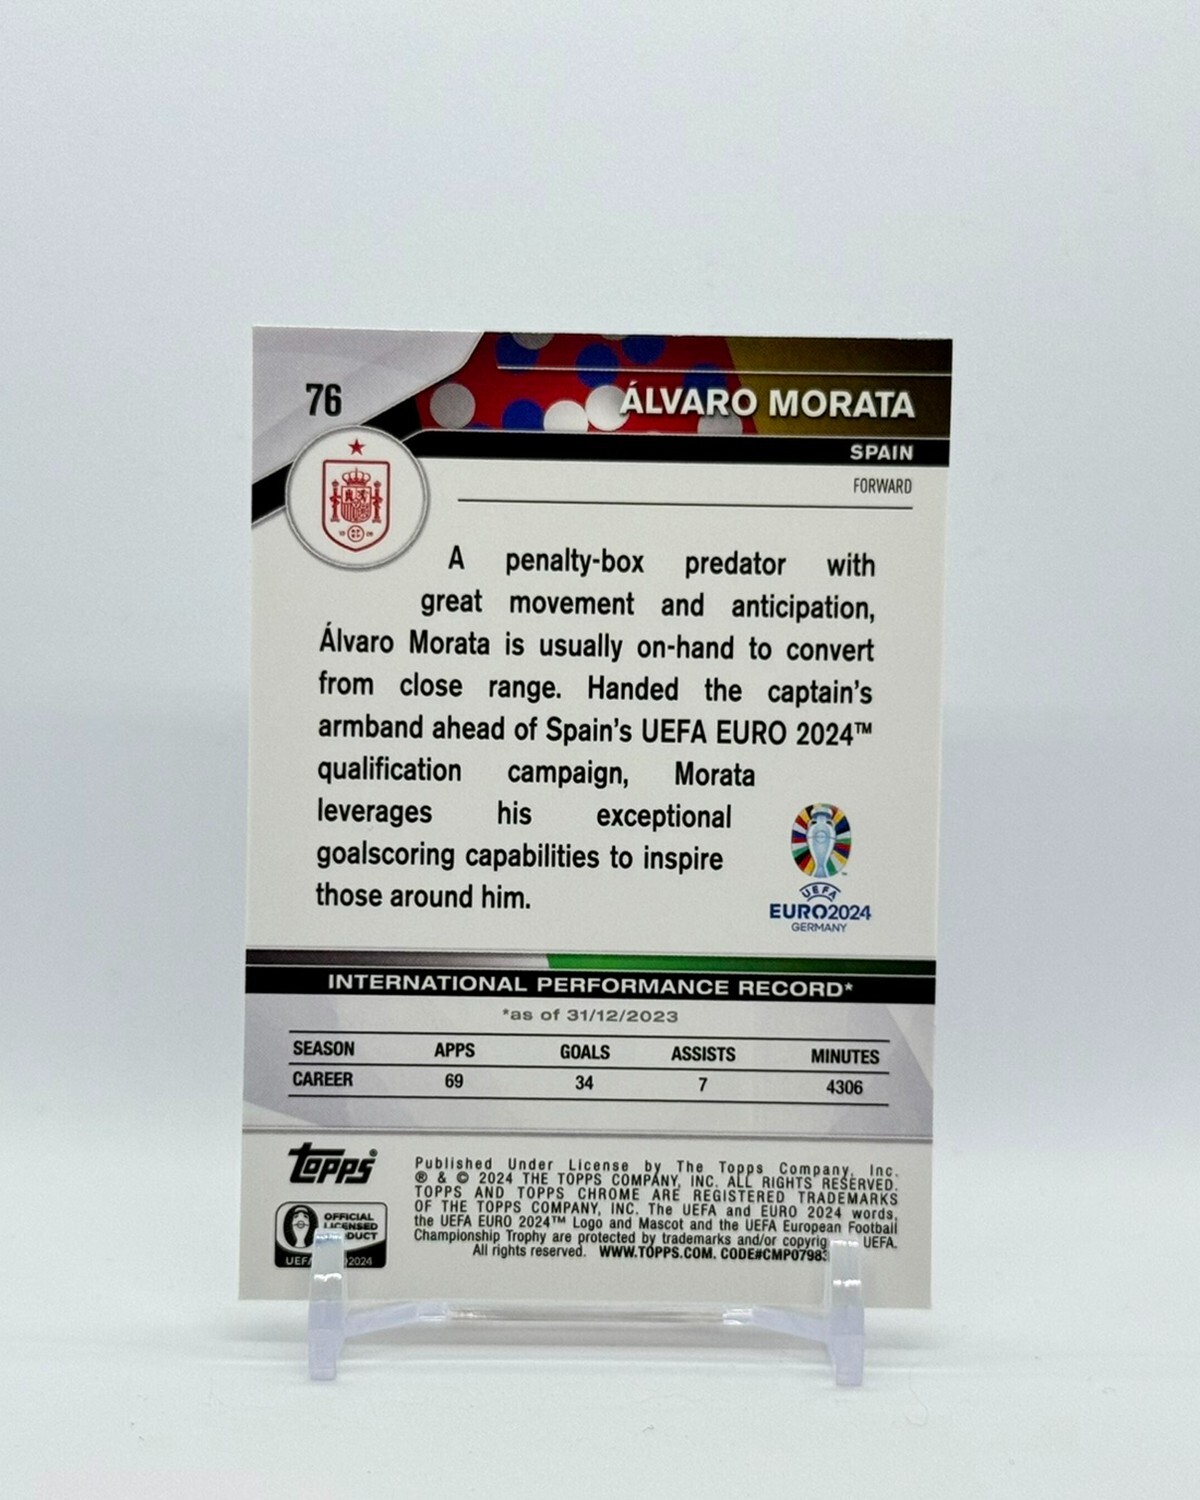 76
ÁLVARO MORATA
SPAIN
FORWARD
A penalty-box predator with
great movement and anticipation,
Álvaro Morata is usually on-hand to convert
from close range. Handed the captain's
armband ahead of Spain's UEFA EURO 2024™
qualification campaign, Morata
leverages his exceptional
goalscoring capabilities to inspire
those around him.
UEFA
EURO2024
GERMANY
INTERNATIONAL PERFORMANCE RECORD*
*as of 31/12/2023
SEASON APPS GOALS ASSISTS MINUTES
CAREER 69 34 7 4306
Topps®
OFFICIAL
LICENSED
2024
Published Under License by The Topps Company, Inc.
® & © 2024 THE TOPPS COMPANY, INC. ALL RIGHTS RESERVED.
TOPPS AND TOPPS CHROME ARE REGISTERED TRADEMARKS
OF THE TOPPS COMPANY, INC. The UEFA and EURO 2024 words,
the UEFA EURO 2024™ Logo and Mascot and the UEFA European Football
Championship Trophy are protected by trademarks and/or UEFA.
All rights reserved. WWW.TOPPS.COM.